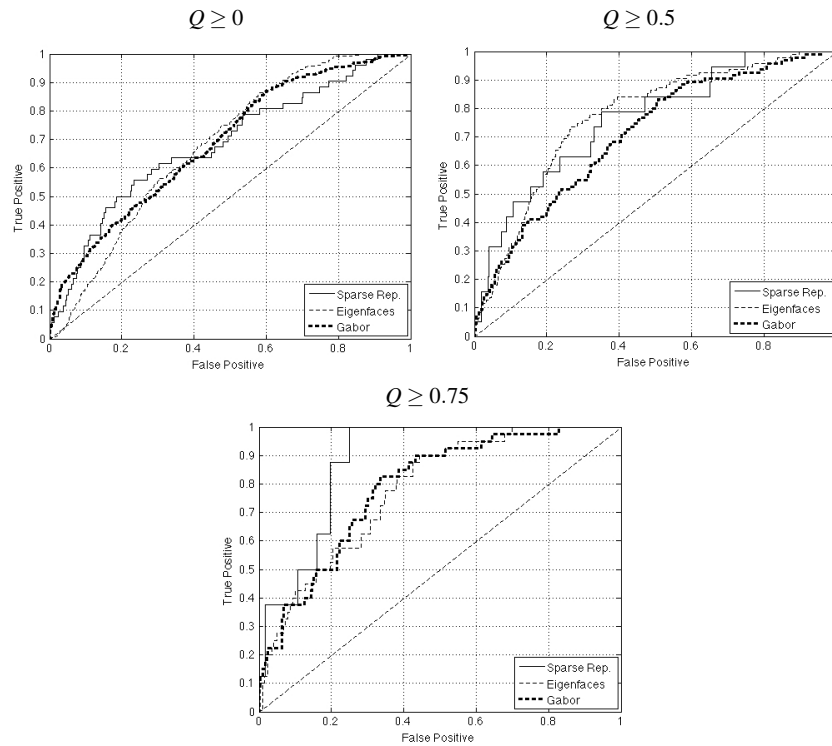 Q ≥ 0
1
0.9
0.8
0.7
0.6
0.5
0.4
0.3
0.2
0.1
0
True Positive
0 0.2 0.4 0.6 0.8 1
False Positive
Sparse Rep.
Eigenfaces
Gabor
Q ≥ 0.5
1
0.9
0.8
0.7
0.6
0.5
0.4
0.3
0.2
0.1
0
True Positive
0 0.2 0.4 0.6 0.8
False Positive
Sparse Rep.
Eigenfaces
Gabor
Q ≥ 0.75
1
0.9
0.8
0.7
0.6
0.5
0.4
0.3
0.2
0.1
0
True Positive
0 0.2 0.4 0.6 0.8 1
False Positive
Sparse Rep.
Eigenfaces
Gabor